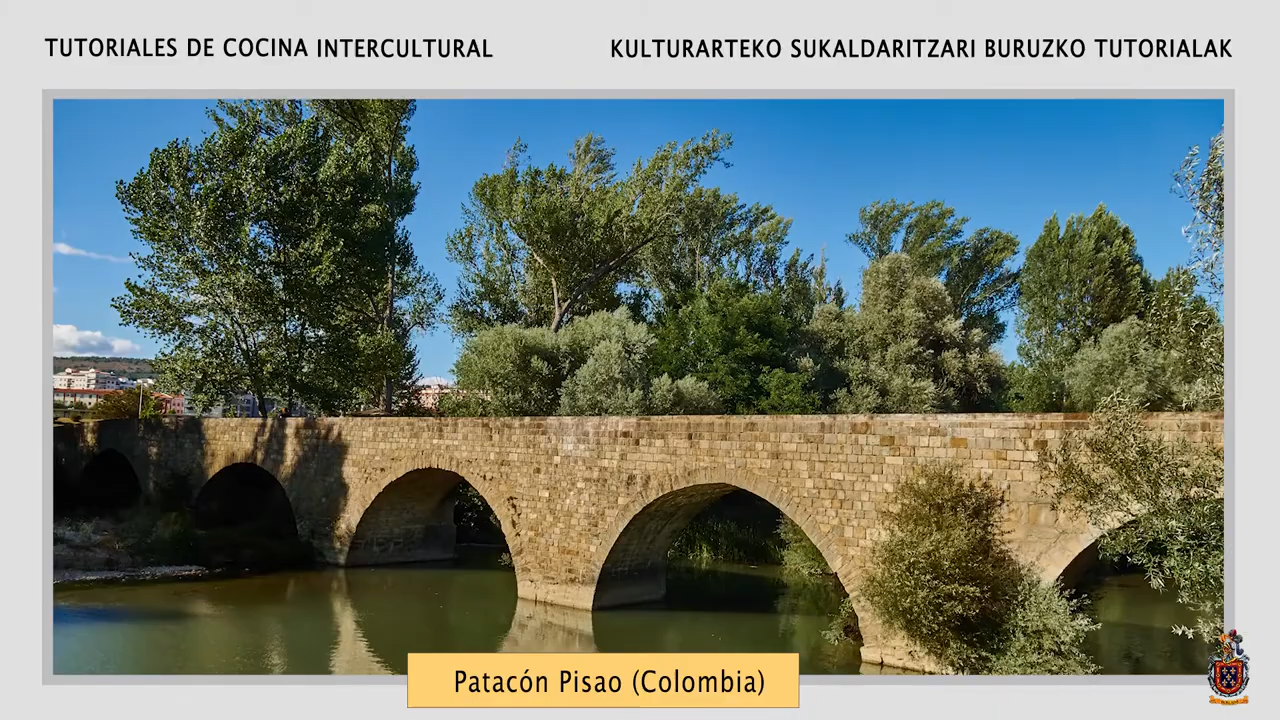 TUTORIALES DE COCINA INTERCULTURAL
KULTURARTEKO SUKALDARITZARI BURUZKO TUTORIALAK
Patacón Pisao (Colombia)